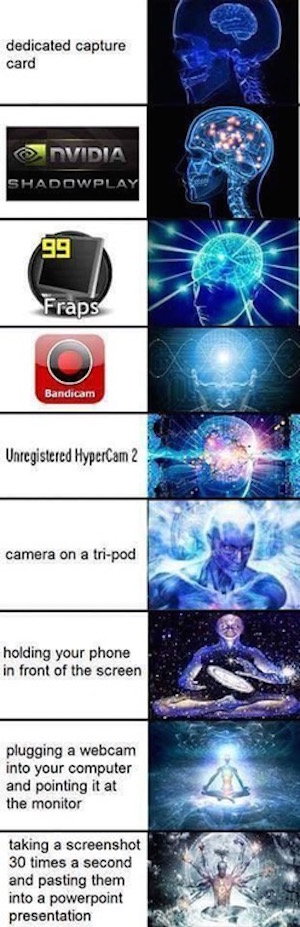 dedicated capture
card
NVIDIA
SHADOWPLAY
99
Fraps
Bandicam
Unregistered HyperCam 2
camera on a tri-pod
holding your phone
in front of the screen
plugging a webcam
into your computer
and pointing it at
the monitor
taking a screenshot
30 times a second
and pasting them
into a powerpoint
presentation